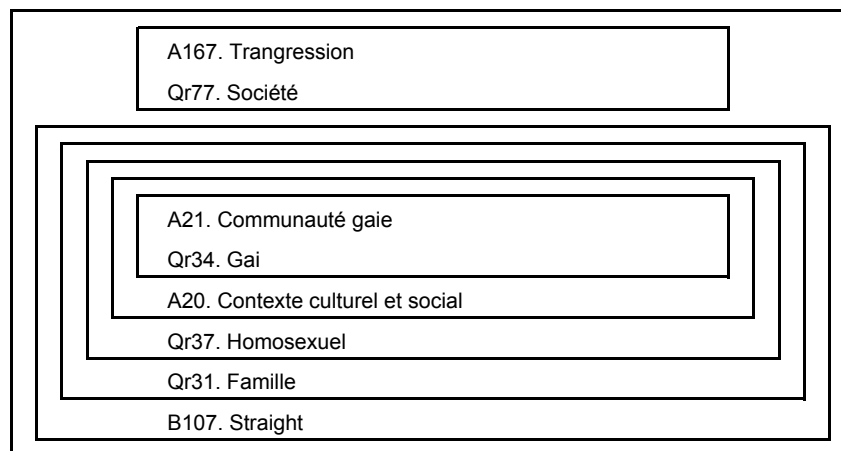 A167. Trangression
Qr77. Société
A21. Communauté gaie
Qr34. Gai
A20. Contexte culturel et social
Qr37. Homosexuel
Qr31. Famille
B107. Straight